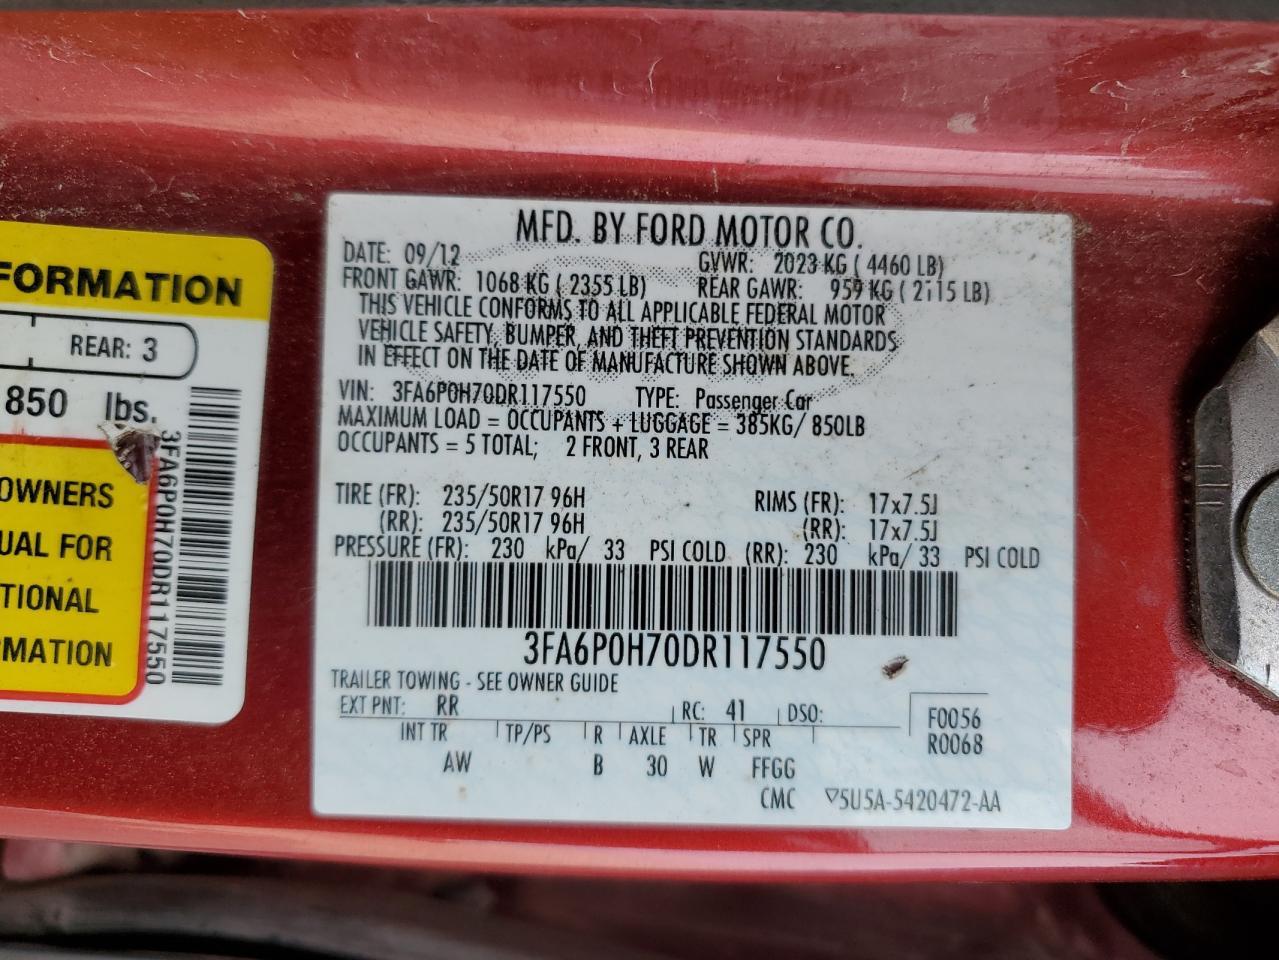 FORMATION
REAR: 3
850 lbs.
OWNERS
UAL FOR
TIONAL
RMATION
3FA6P0H70DR117550
MFD. BY FORD MOTOR CO.
DATE: 09/12 GVWR: 2023 KG ( 4460 LB)
FRONT GAWR: 1068 KG ( 2355 LB) REAR GAWR: 959 KG ( 2115 LB)
THIS VEHICLE CONFORMS TO ALL APPLICABLE FEDERAL MOTOR
VEHICLE SAFETY, BUMPER, AND THEFT PREVENTION STANDARDS
IN EFFECT ON THE DATE OF MANUFACTURE SHOWN ABOVE.
VIN: 3FA6P0H70DR117550 TYPE: Passenger Car
MAXIMUM LOAD = OCCUPANTS + LUGGAGE = 385KG/ 850LB
OCCUPANTS = 5 TOTAL; 2 FRONT, 3 REAR
TIRE (FR): 235/50R17 96H RIMS (FR): 17x7.5J
(RR): 235/50R17 96H (RR): 17x7.5J
PRESSURE (FR): 230 kPa/ 33 PSI COLD (RR): 230 kPa/ 33 PSI COLD
3FA6P0H70DR117550
TRAILER TOWING - SEE OWNER GUIDE
EXT PNT: RR RC: 41 DSO: F0056
INT TR TP/PS R AXLE TR SPR R0068
AW B 30 W FFGG
CMC ▽5U5A-5420472-AA